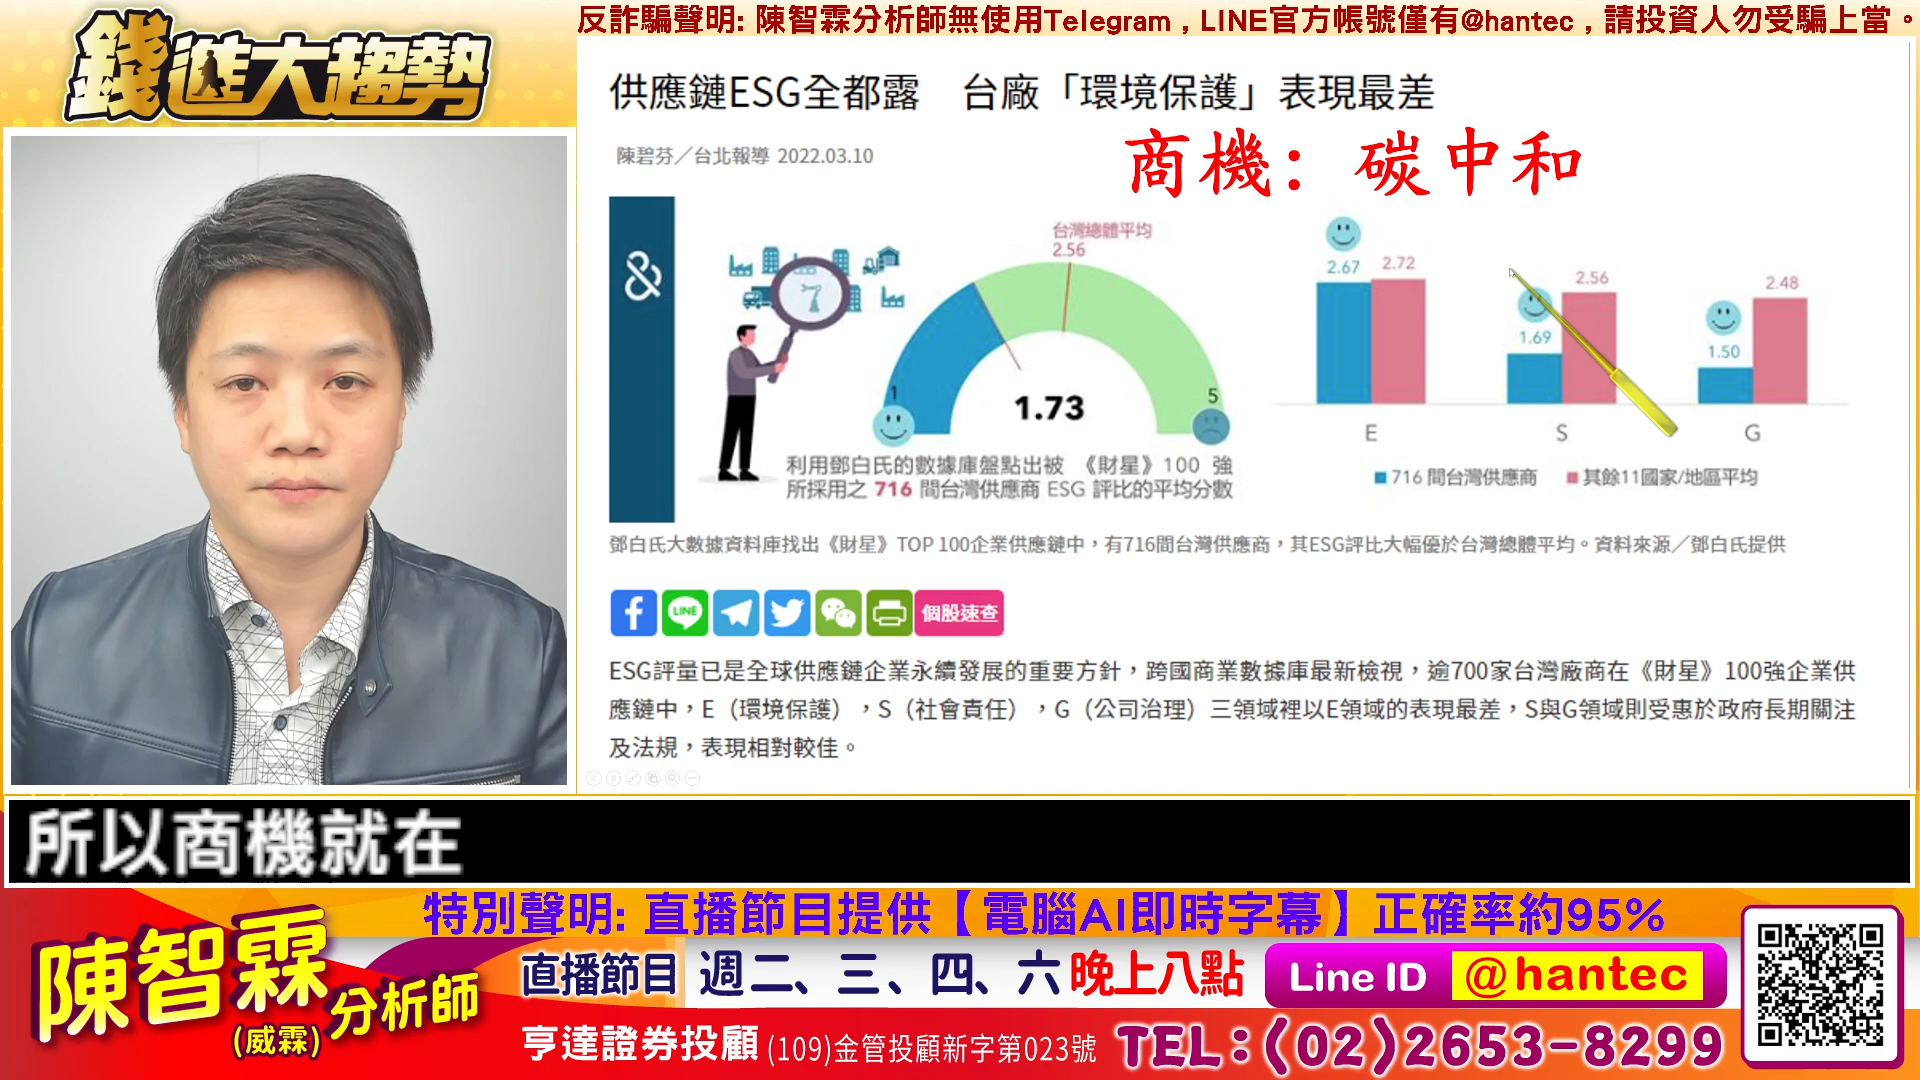 反詐騙聲明: 陳智霖分析師無使用Telegram，LINE官方帳號僅有@hantec，請投資人勿受騙上當。
錢進大趨勢
供應鏈ESG全都露　台廠「環境保護」表現最差
陳碧芬／台北報導 2022.03.10
商機：碳中和
&
台灣總體平均
2.56
1
5
1.73
利用鄧白氏的數據庫盤點出被《財星》100 強
所採用之 716 間台灣供應商 ESG 評比的平均分數
2.67
2.72
1.69
2.56
1.50
2.48
E
S
G
716 間台灣供應商
其餘11國家/地區平均
鄧白氏大數據資料庫找出《財星》TOP 100企業供應鏈中，有716間台灣供應商，其ESG評比大幅優於台灣總體平均。資料來源／鄧白氏提供
f
LINE
個股速查
ESG評量已是全球供應鏈企業永續發展的重要方針，跨國商業數據庫最新檢視，逾700家台灣廠商在《財星》100強企業供
應鏈中，E（環境保護），S（社會責任），G（公司治理）三領域裡以E領域的表現最差，S與G領域則受惠於政府長期關注
及法規，表現相對較佳。
所以商機就在
特別聲明: 直播節目提供【電腦AI即時字幕】正確率約95%
陳智霖
(威霖)
分析師
直播節目 週二、三、四、六 晚上八點
Line ID @hantec
亨達證券投顧 (109)金管投顧新字第023號 TEL:(02)2653-8299